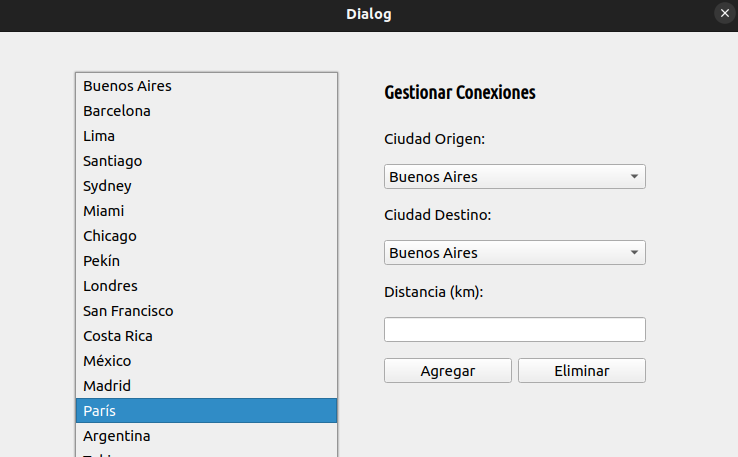 Dialog
Buenos Aires
Barcelona
Lima
Santiago
Sydney
Miami
Chicago
Pekín
Londres
San Francisco
Costa Rica
México
Madrid
París
Argentina
Gestionar Conexiones
Ciudad Origen:
Buenos Aires
Ciudad Destino:
Buenos Aires
Distancia (km):
Agregar
Eliminar